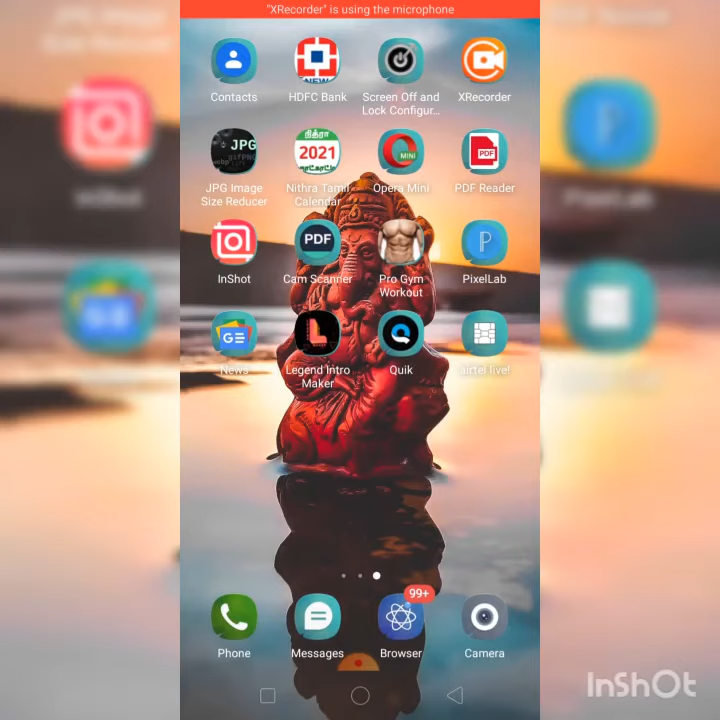 "XRecorder" is using the microphone
Contacts
HDFC Bank
Screen Off and
Lock Configur...
XRecorder
NEW
JPG
நித்ரா
2021
MINI
PDF
JPG Image
Size Reducer
Nithra Tamil
Calendar
Opera Mini
PDF Reader
PDF
P
InShot
Cam Scanner
Pro Gym
Workout
PixelLab
GE
L
News
Legend Intro
Maker
Quik
airtel live!
99+
Phone
Messages
Browser
Camera
InShOt